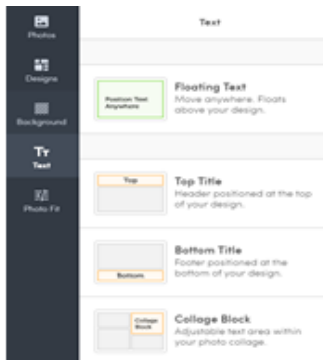 Photos
Designs
Background
Tт
Text
Photo Fit
Text
Position Text
Anywhere
Floating Text
Move anywhere. Floats
above your design.
Top
Top Title
Header positioned at the top
of your design.
Bottom
Bottom Title
Footer positioned at the
bottom of your design.
Collage
Block
Collage Block
Adjustable text area within
your photo collage.